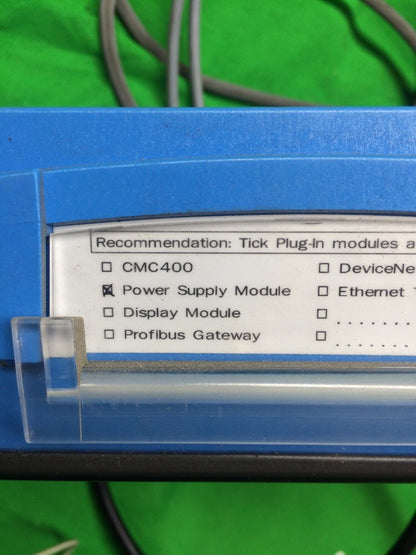 Recommendation: Tick Plug-In modules a
☐ CMC400 ☐ DeviceNe
☒ Power Supply Module ☐ Ethernet
☐ Display Module ☐ . . . . . . . .
☐ Profibus Gateway ☐ . . . . . . . .